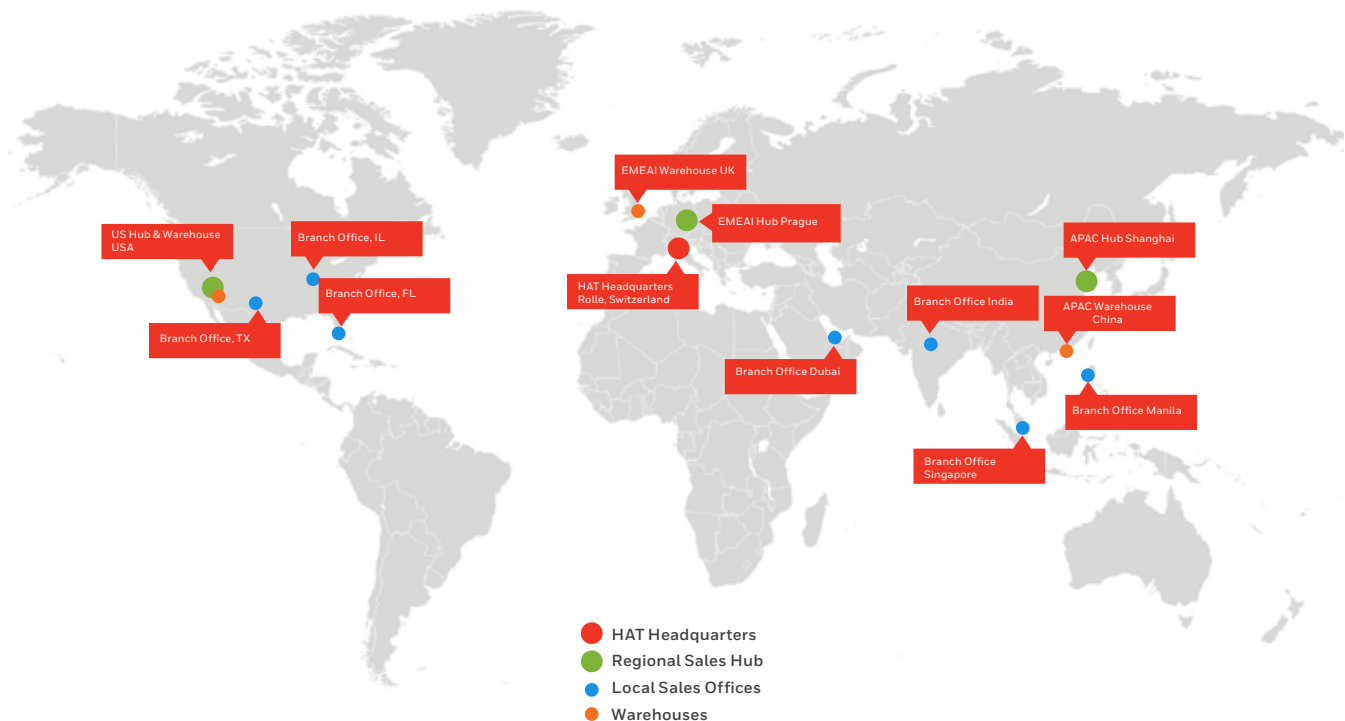 EMEAI Warehouse UK
EMEAI Hub Prague
US Hub & Warehouse
USA
Branch Office, IL
APAC Hub Shanghai
HAT Headquarters
Rolle, Switzerland
Branch Office, FL
Branch Office India
APAC Warehouse
China
Branch Office, TX
Branch Office Dubai
Branch Office Manila
Branch Office
Singapore
HAT Headquarters
Regional Sales Hub
Local Sales Offices
Warehouses